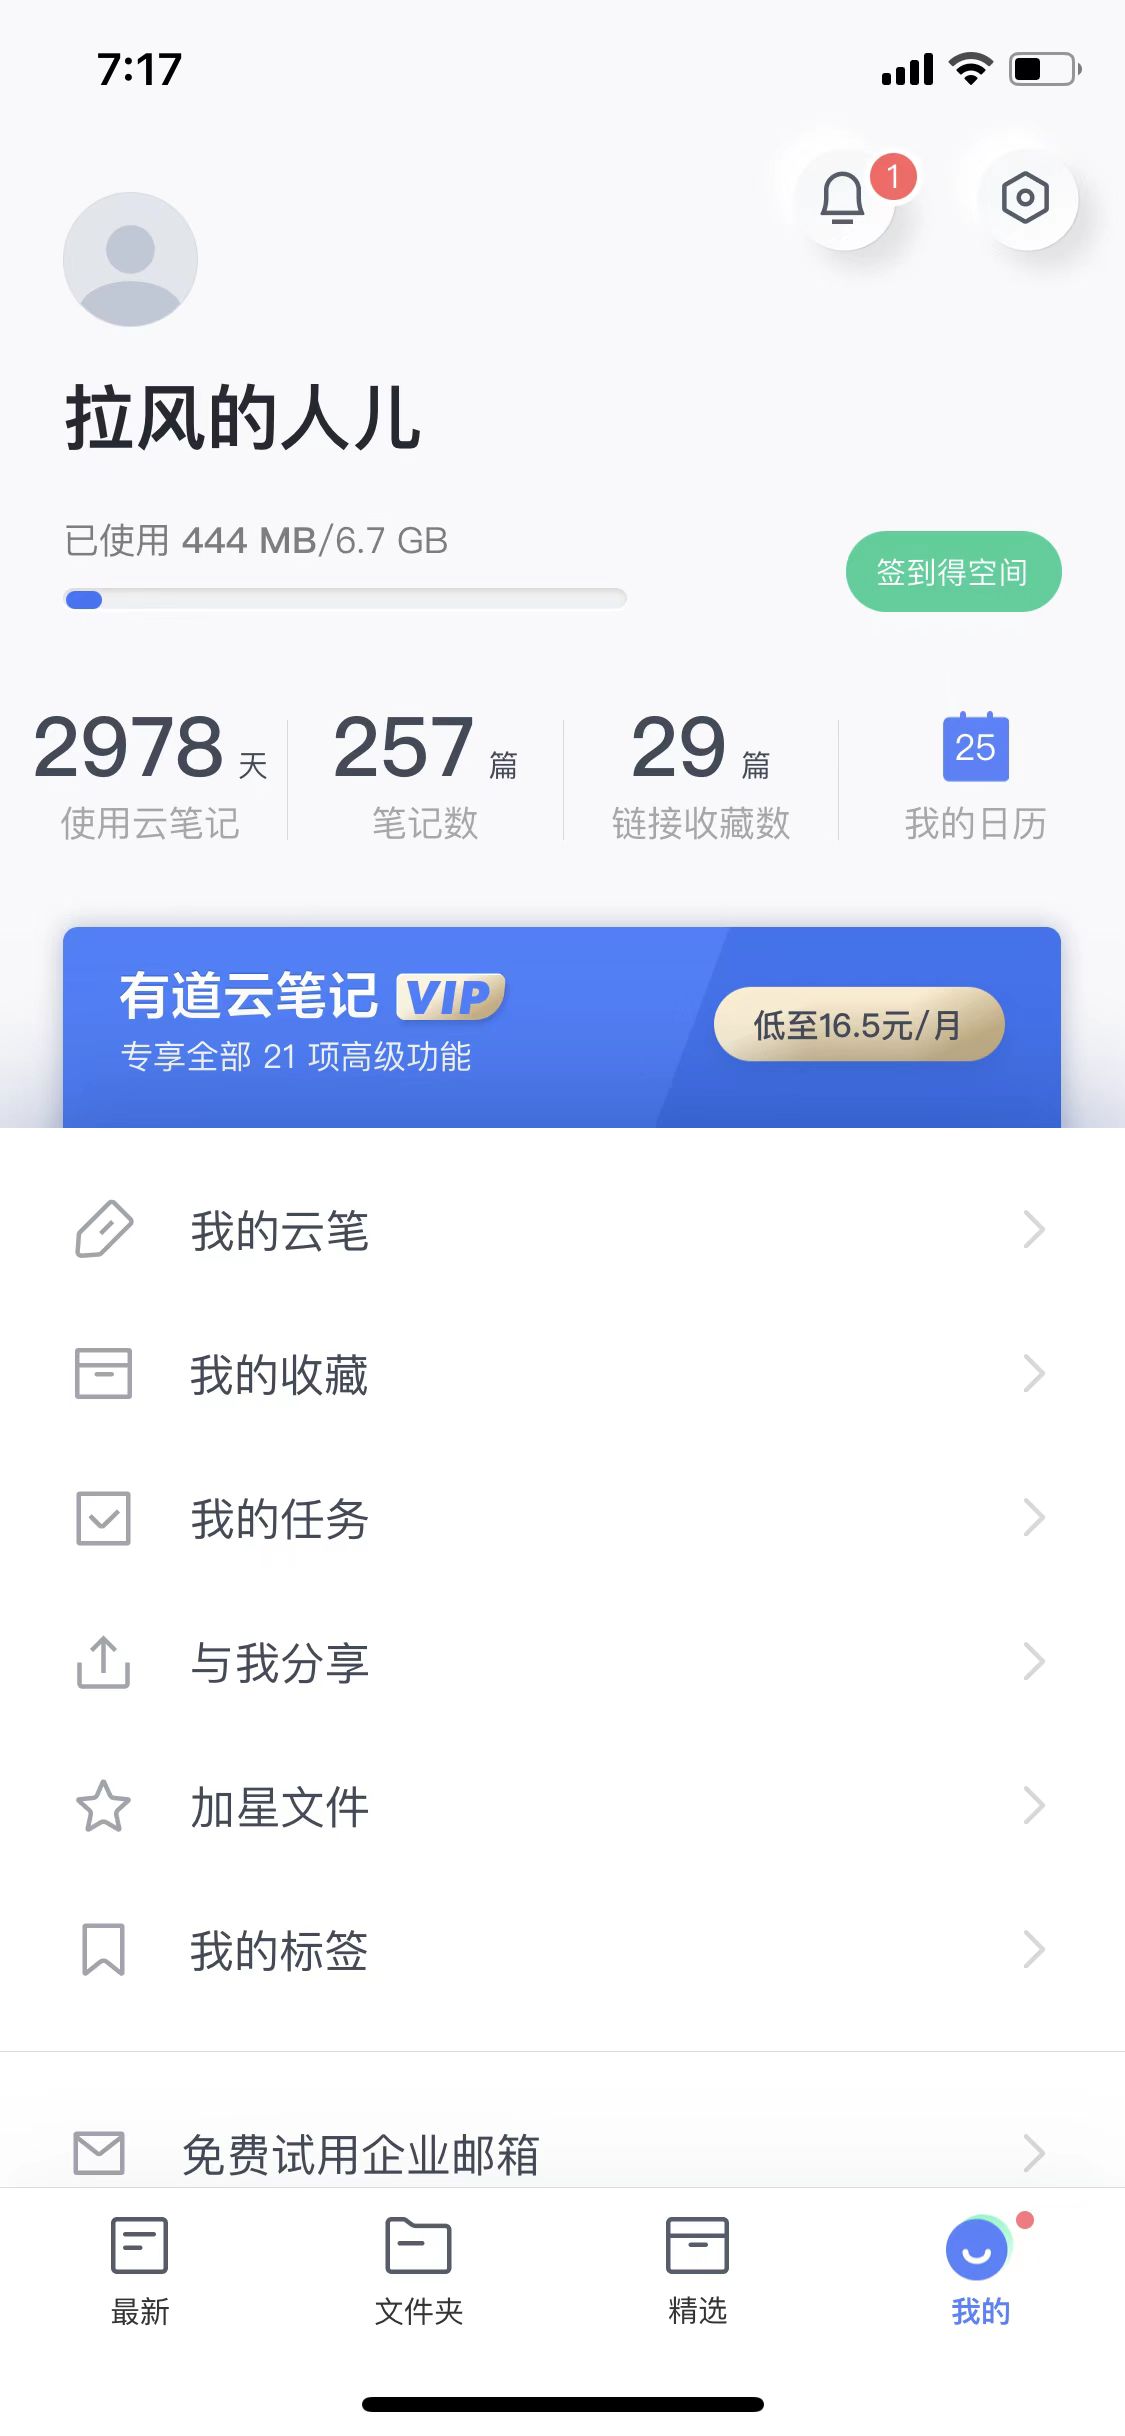 7:17
1
拉风的人儿
已使用 444 MB/6.7 GB
签到得空间
2978 天
使用云笔记
257 篇
笔记数
29 篇
链接收藏数
25
我的日历
有道云笔记 VIP
专享全部 21 项高级功能
低至16.5元/月
我的云笔
我的收藏
我的任务
与我分享
加星文件
我的标签
免费试用企业邮箱
最新
文件夹
精选
我的